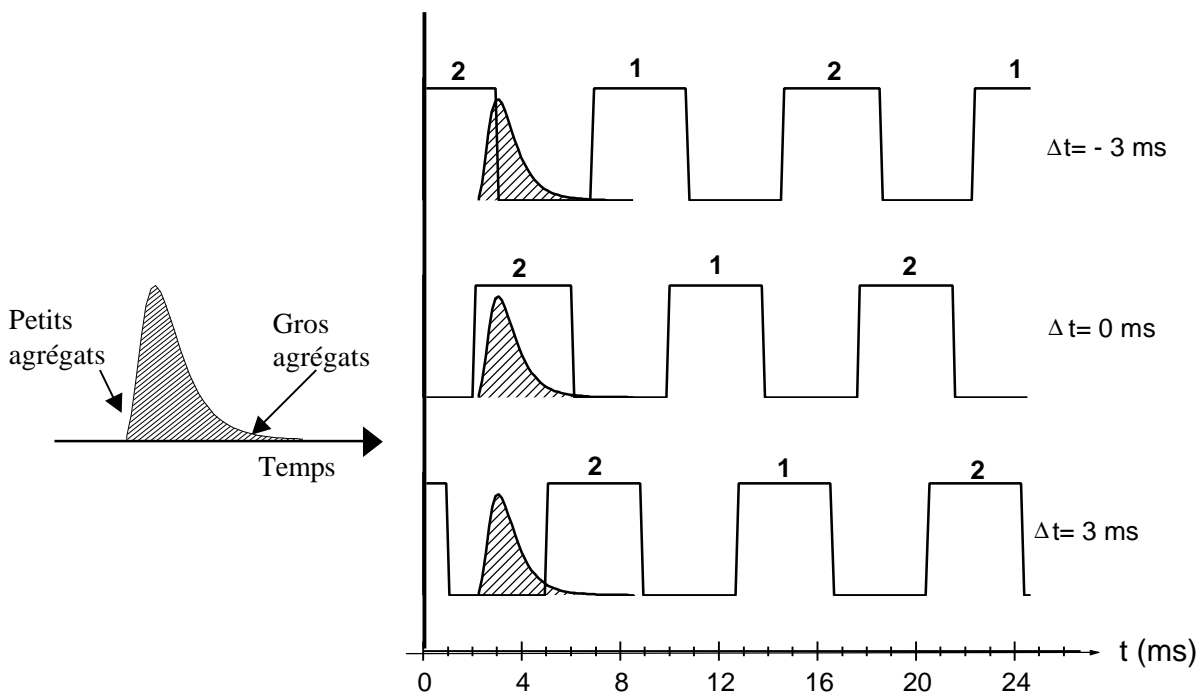 2 1 2 1
Δt= - 3 ms
2 1 2
Δt= 0 ms
Petits
agrégats
Gros
agrégats
Temps
2 1 2
Δt= 3 ms
t (ms)
0 4 8 12 16 20 24